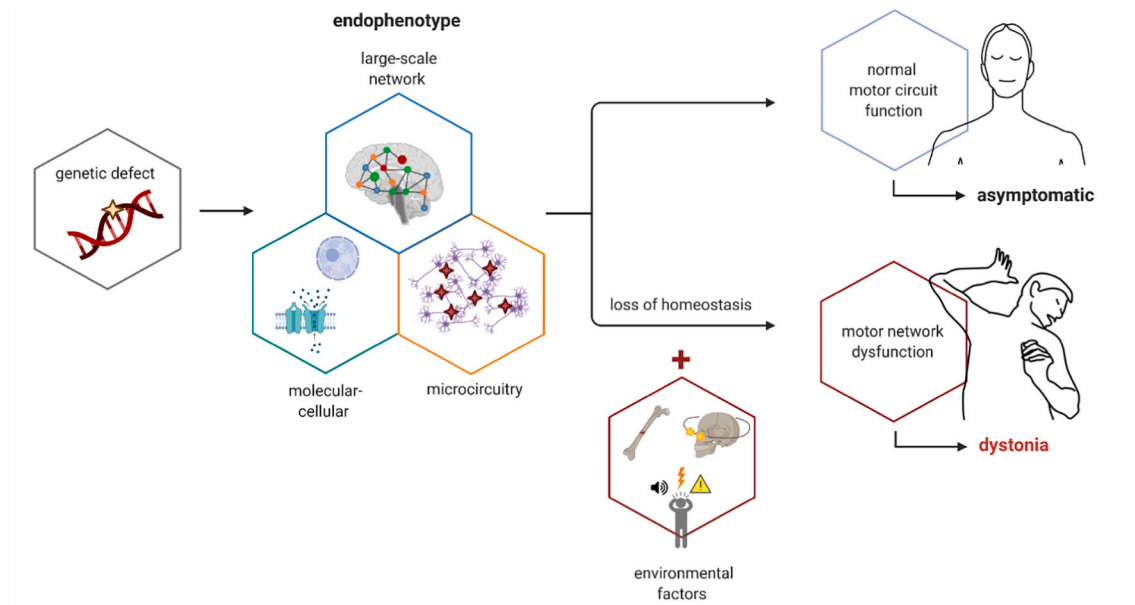 endophenotype
large-scale
network
genetic defect
molecular-
cellular
microcircuitry
normal
motor circuit
function
asymptomatic
loss of homeostasis
motor network
dysfunction
dystonia
environmental
factors